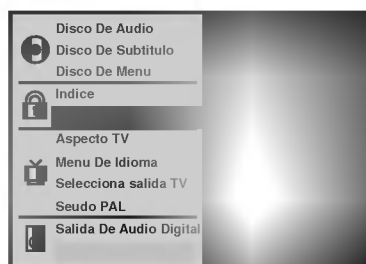 Disco De Audio
Disco De Subtitulo
Disco De Menu
Indice
Aspecto TV
Menu De Idioma
Selecciona salida TV
Seudo PAL
Salida De Audio Digital